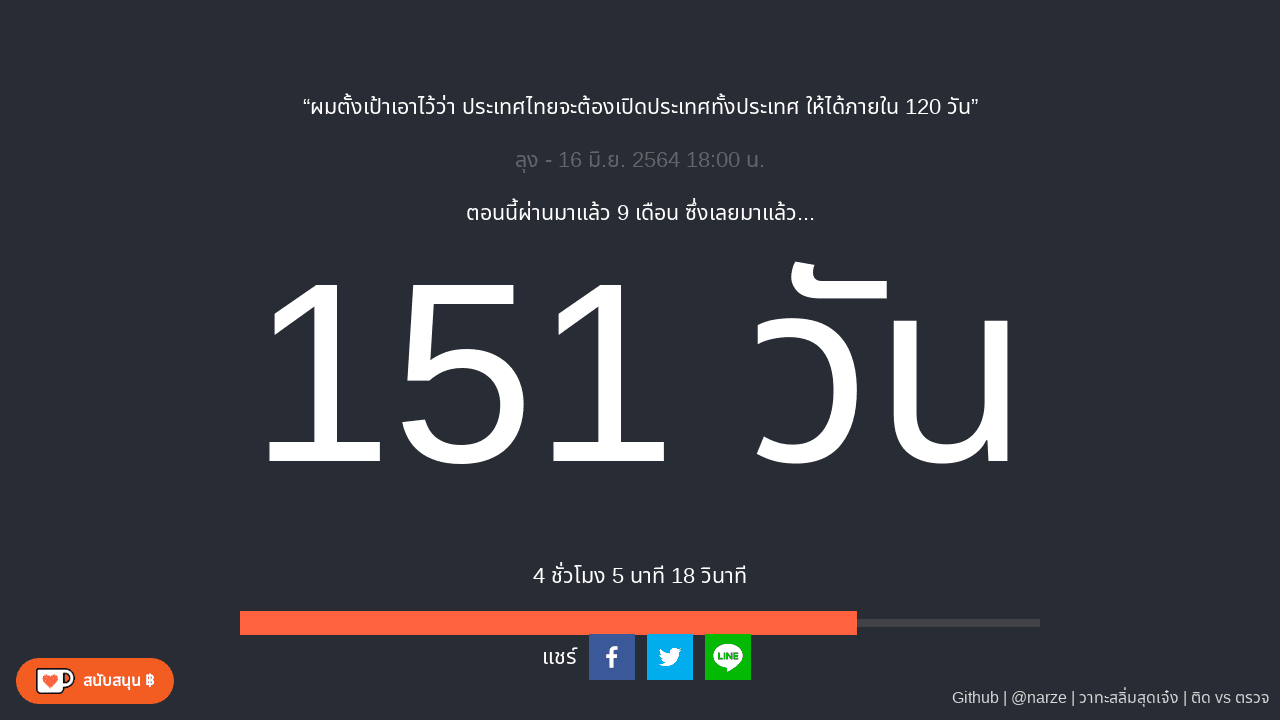 “ผมตั้งเป้าเอาไว้ว่า ประเทศไทยจะต้องเปิดประเทศทั้งประเทศ ให้ได้ภายใน 120 วัน”
ลุง - 16 มิ.ย. 2564 18:00 น.
ตอนนี้ผ่านมาแล้ว 9 เดือน ซึ่งเลยมาแล้ว...
151 วัน
4 ชั่วโมง 5 นาที 18 วินาที
แชร์
LINE
สนับสนุน ฿
Github | @narze | วาทะสลิ่มสุดเจ๋ง | ติด vs ตรวจ